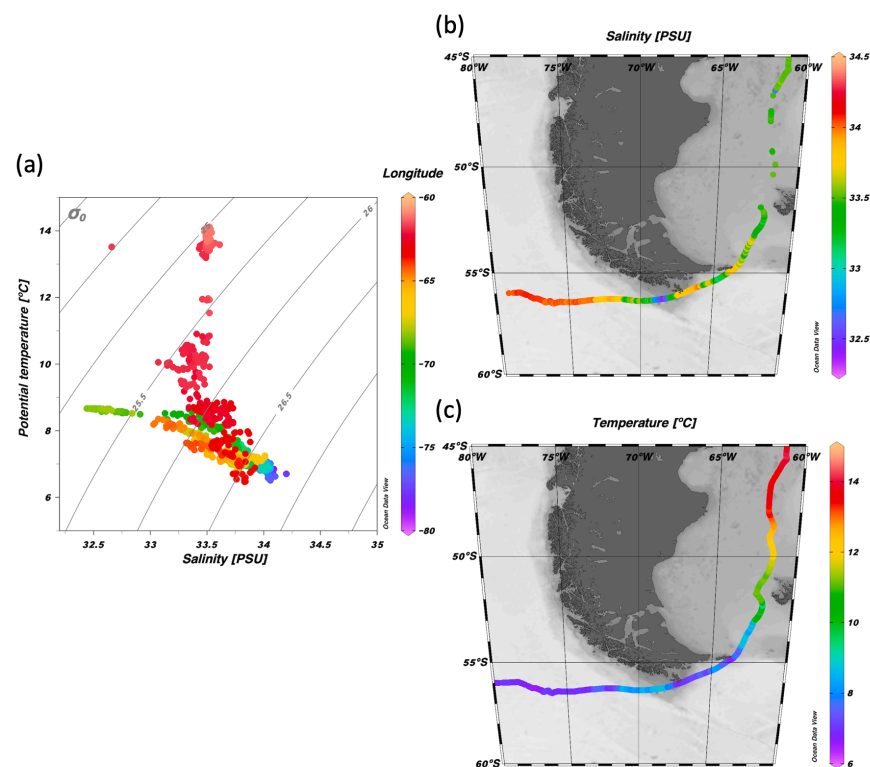 (a)
Longitude
σ₀
26
25.5
26.5
14
12
10
8
6
Potential temperature [°C]
32.5 33 33.5 34 34.5 35
Salinity [PSU]
Ocean Data View
−60
−65
−70
−75
−80
(b)
Salinity [PSU]
45°S
80°W 75°W 70°W 65°W 60°W
50°S
55°S
60°S
Ocean Data View
34.5
34
33.5
33
32.5
(c)
Temperature [°C]
45°S
80°W 75°W 70°W 65°W 60°W
50°S
55°S
60°S
Ocean Data View
14
12
10
8
6